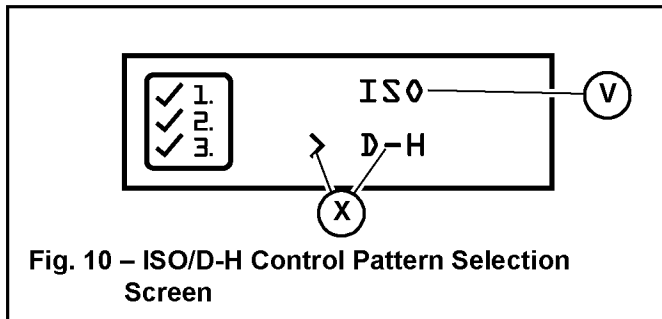 1. ISO V
2.
3. > D-H
X
Fig. 10 – ISO/D-H Control Pattern Selection
Screen